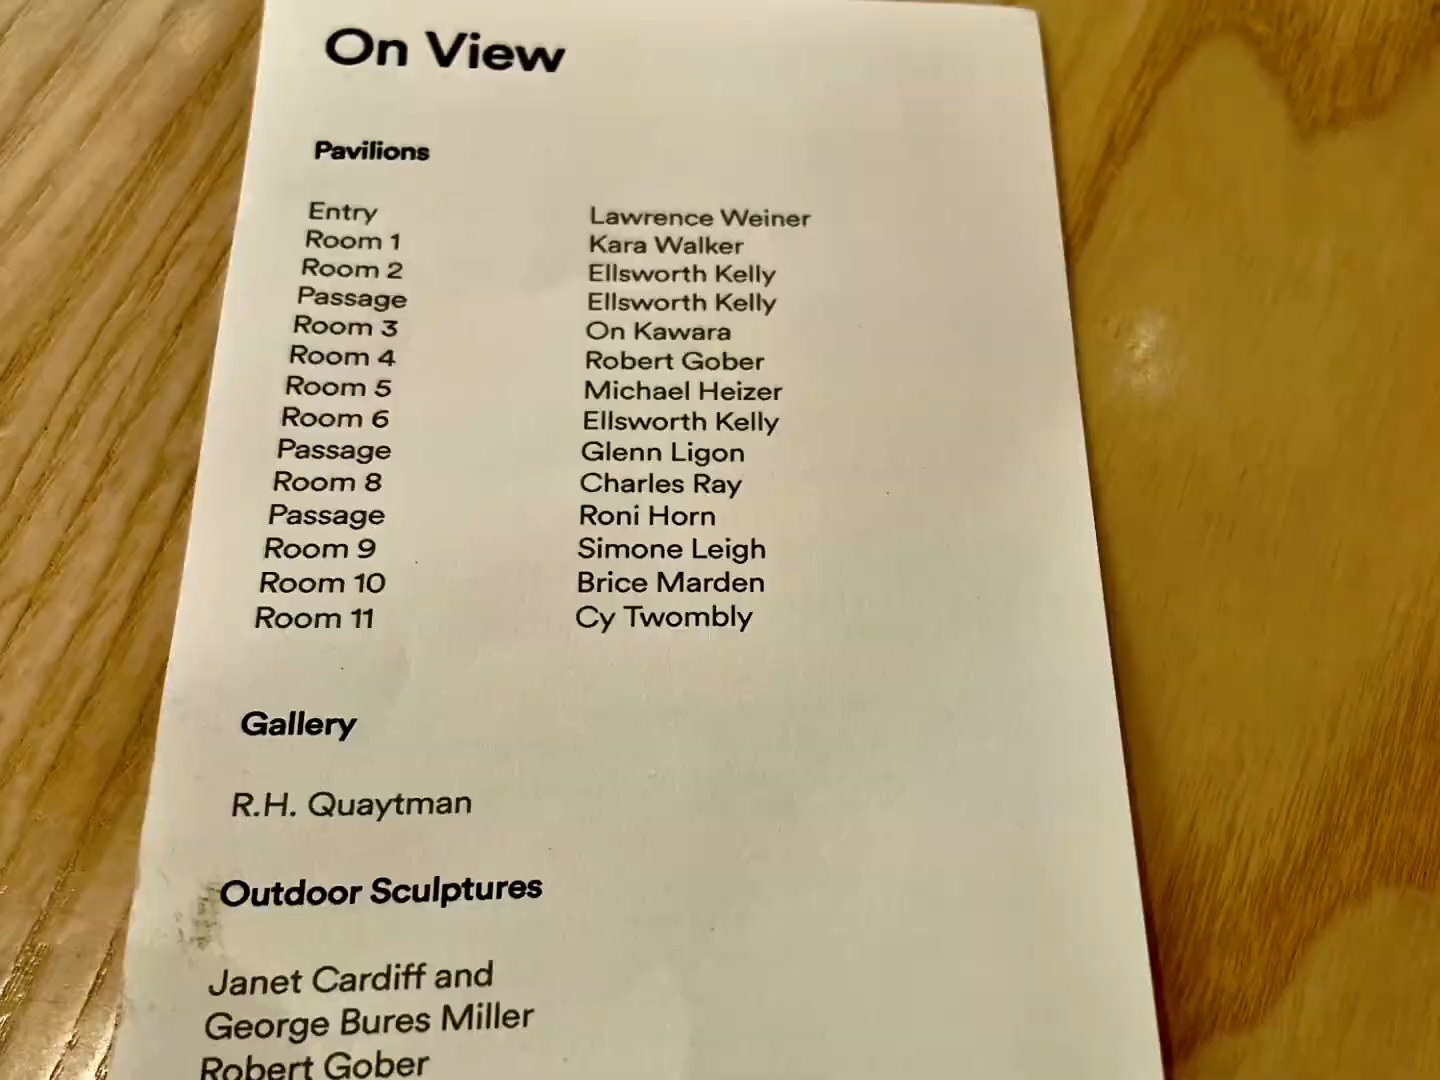 On View
Pavilions
Entry Lawrence Weiner
Room 1 Kara Walker
Room 2 Ellsworth Kelly
Passage Ellsworth Kelly
Room 3 On Kawara
Room 4 Robert Gober
Room 5 Michael Heizer
Room 6 Ellsworth Kelly
Passage Glenn Ligon
Room 8 Charles Ray
Passage Roni Horn
Room 9 Simone Leigh
Room 10 Brice Marden
Room 11 Cy Twombly
Gallery
R.H. Quaytman
Outdoor Sculptures
Janet Cardiff and
George Bures Miller
Robert Gober